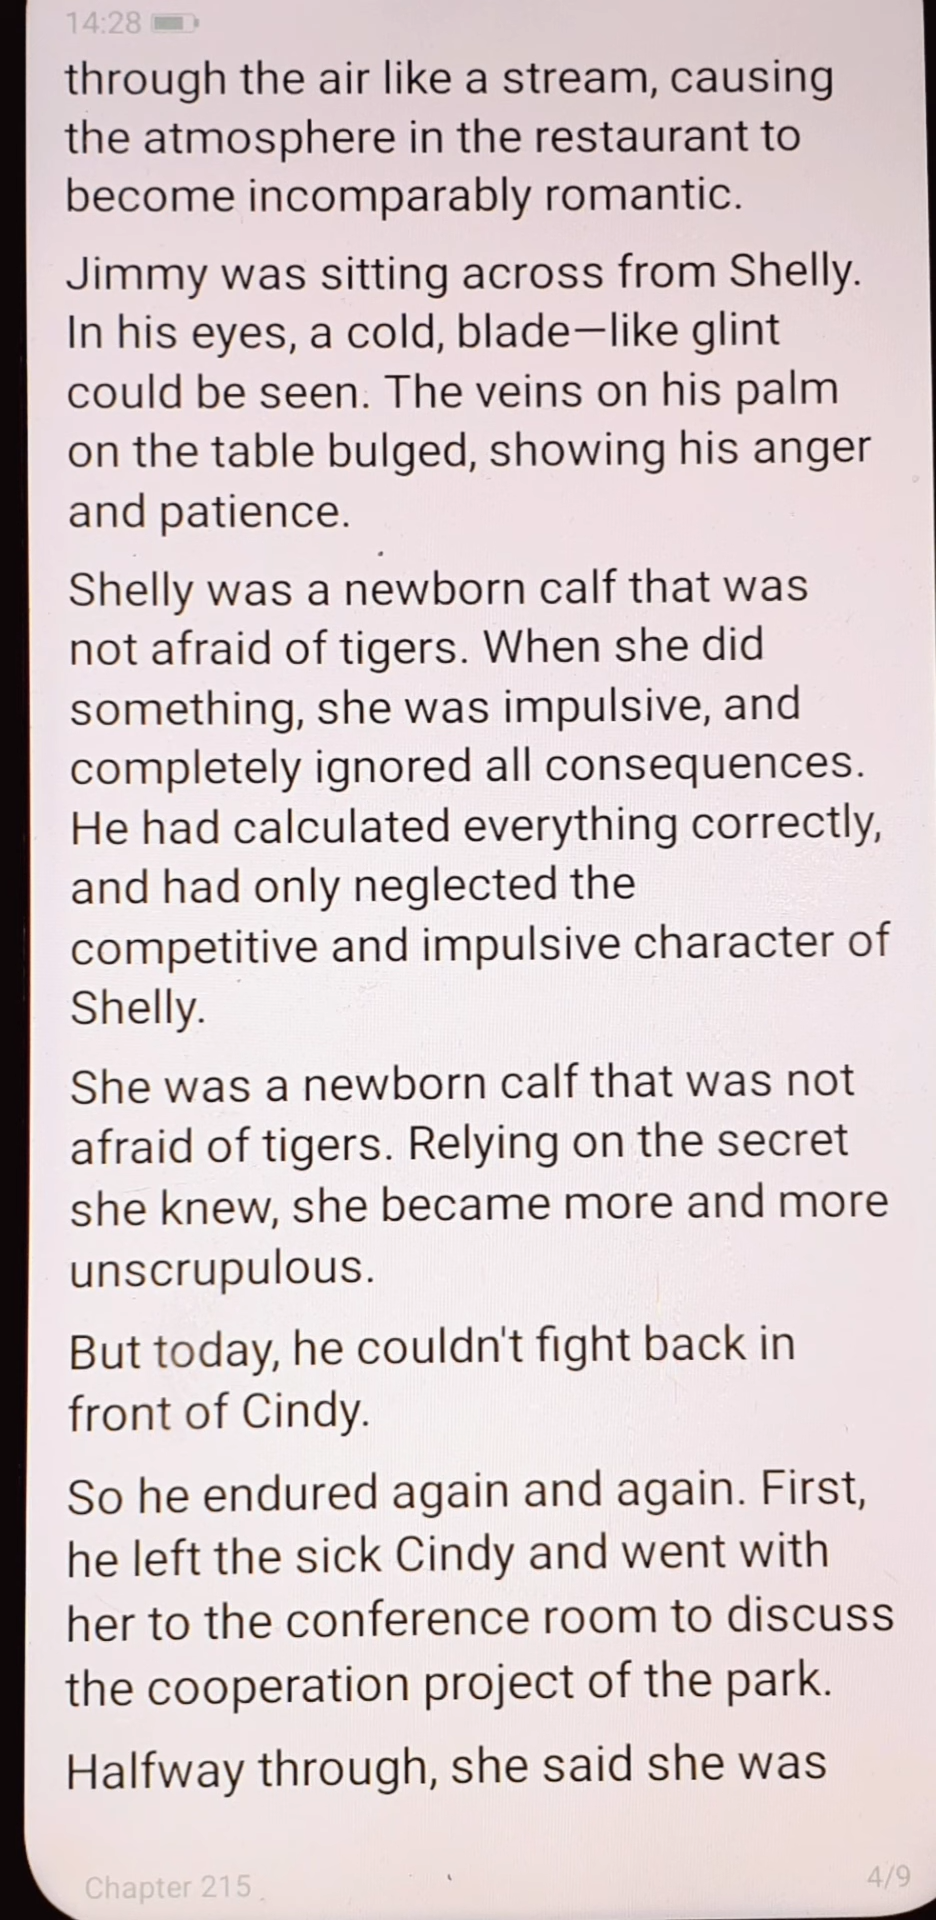 14:28
through the air like a stream, causing
the atmosphere in the restaurant to
become incomparably romantic.
Jimmy was sitting across from Shelly.
In his eyes, a cold, blade—like glint
could be seen. The veins on his palm
on the table bulged, showing his anger
and patience.
Shelly was a newborn calf that was
not afraid of tigers. When she did
something, she was impulsive, and
completely ignored all consequences.
He had calculated everything correctly,
and had only neglected the
competitive and impulsive character of
Shelly.
She was a newborn calf that was not
afraid of tigers. Relying on the secret
she knew, she became more and more
unscrupulous.
But today, he couldn't fight back in
front of Cindy.
So he endured again and again. First,
he left the sick Cindy and went with
her to the conference room to discuss
the cooperation project of the park.
Halfway through, she said she was
Chapter 215
4/9